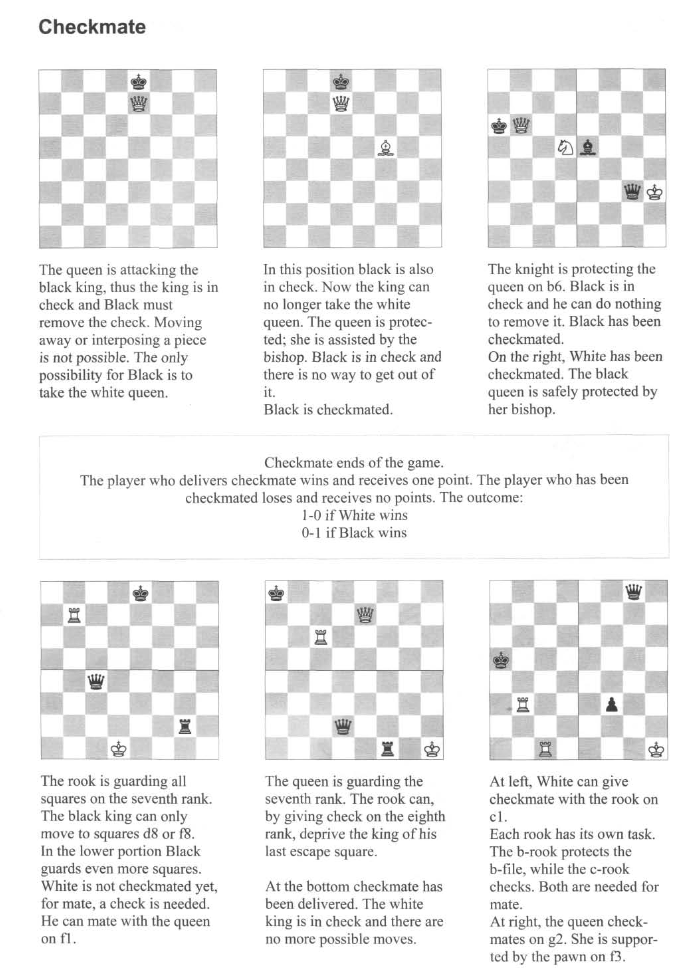 Checkmate
The queen is attacking the
black king, thus the king is in
check and Black must
remove the check. Moving
away or interposing a piece
is not possible. The only
possibility for Black is to
take the white queen.
In this position black is also
in check. Now the king can
no longer take the white
queen. The queen is protec-
ted; she is assisted by the
bishop. Black is in check and
there is no way to get out of
it.
Black is checkmated.
The knight is protecting the
queen on b6. Black is in
check and he can do nothing
to remove it. Black has been
checkmated.
On the right, White has been
checkmated. The black
queen is safely protected by
her bishop.
Checkmate ends of the game.
The player who delivers checkmate wins and receives one point. The player who has been
checkmated loses and receives no points. The outcome:
1-0 if White wins
0-1 if Black wins
The rook is guarding all
squares on the seventh rank.
The black king can only
move to squares d8 or f8.
In the lower portion Black
guards even more squares.
White is not checkmated yet,
for mate, a check is needed.
He can mate with the queen
on f1.
The queen is guarding the
seventh rank. The rook can,
by giving check on the eighth
rank, deprive the king of his
last escape square.
At the bottom checkmate has
been delivered. The white
king is in check and there are
no more possible moves.
At left, White can give
checkmate with the rook on
c1.
Each rook has its own task.
The b-rook protects the
b-file, while the c-rook
checks. Both are needed for
mate.
At right, the queen check-
mates on g2. She is suppor-
ted by the pawn on f3.